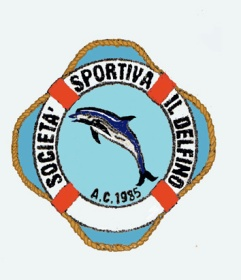 SOCIETA' SPORTIVA IL DELFINO
A.C. 1985